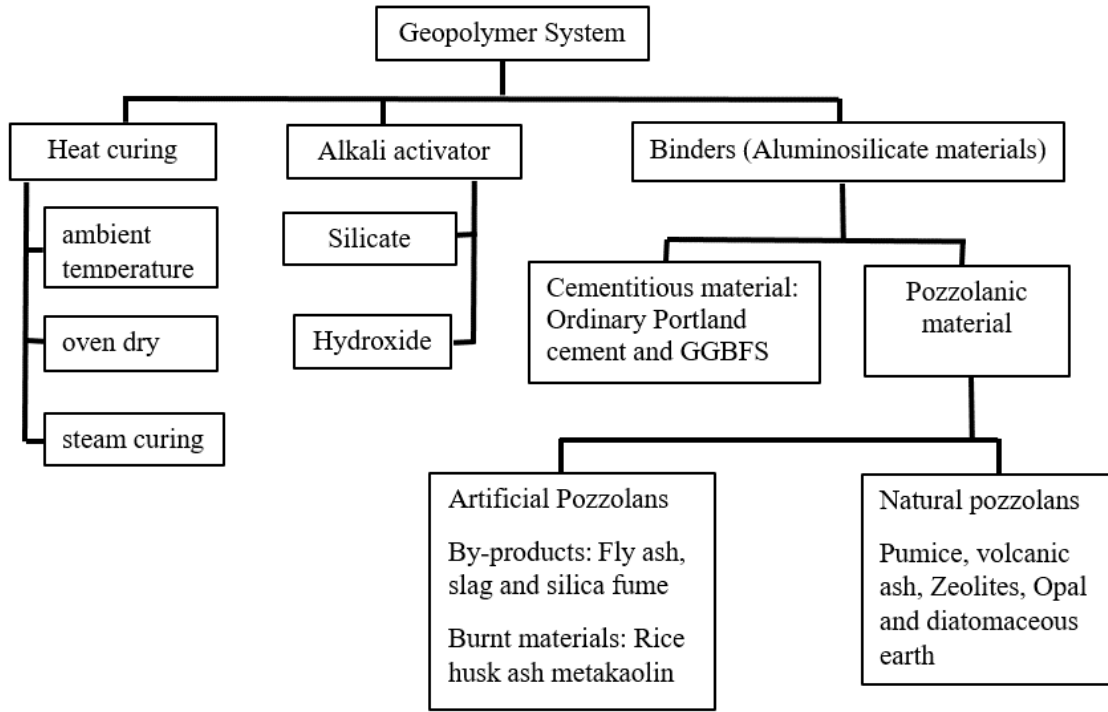 Geopolymer System
Heat curing
Alkali activator
Binders (Aluminosilicate materials)
ambient
temperature
oven dry
steam curing
Silicate
Hydroxide
Cementitious material:
Ordinary Portland
cement and GGBFS
Pozzolanic
material
Artificial Pozzolans
By-products: Fly ash,
slag and silica fume
Burnt materials: Rice
husk ash metakaolin
Natural pozzolans
Pumice, volcanic
ash, Zeolites, Opal
and diatomaceous
earth